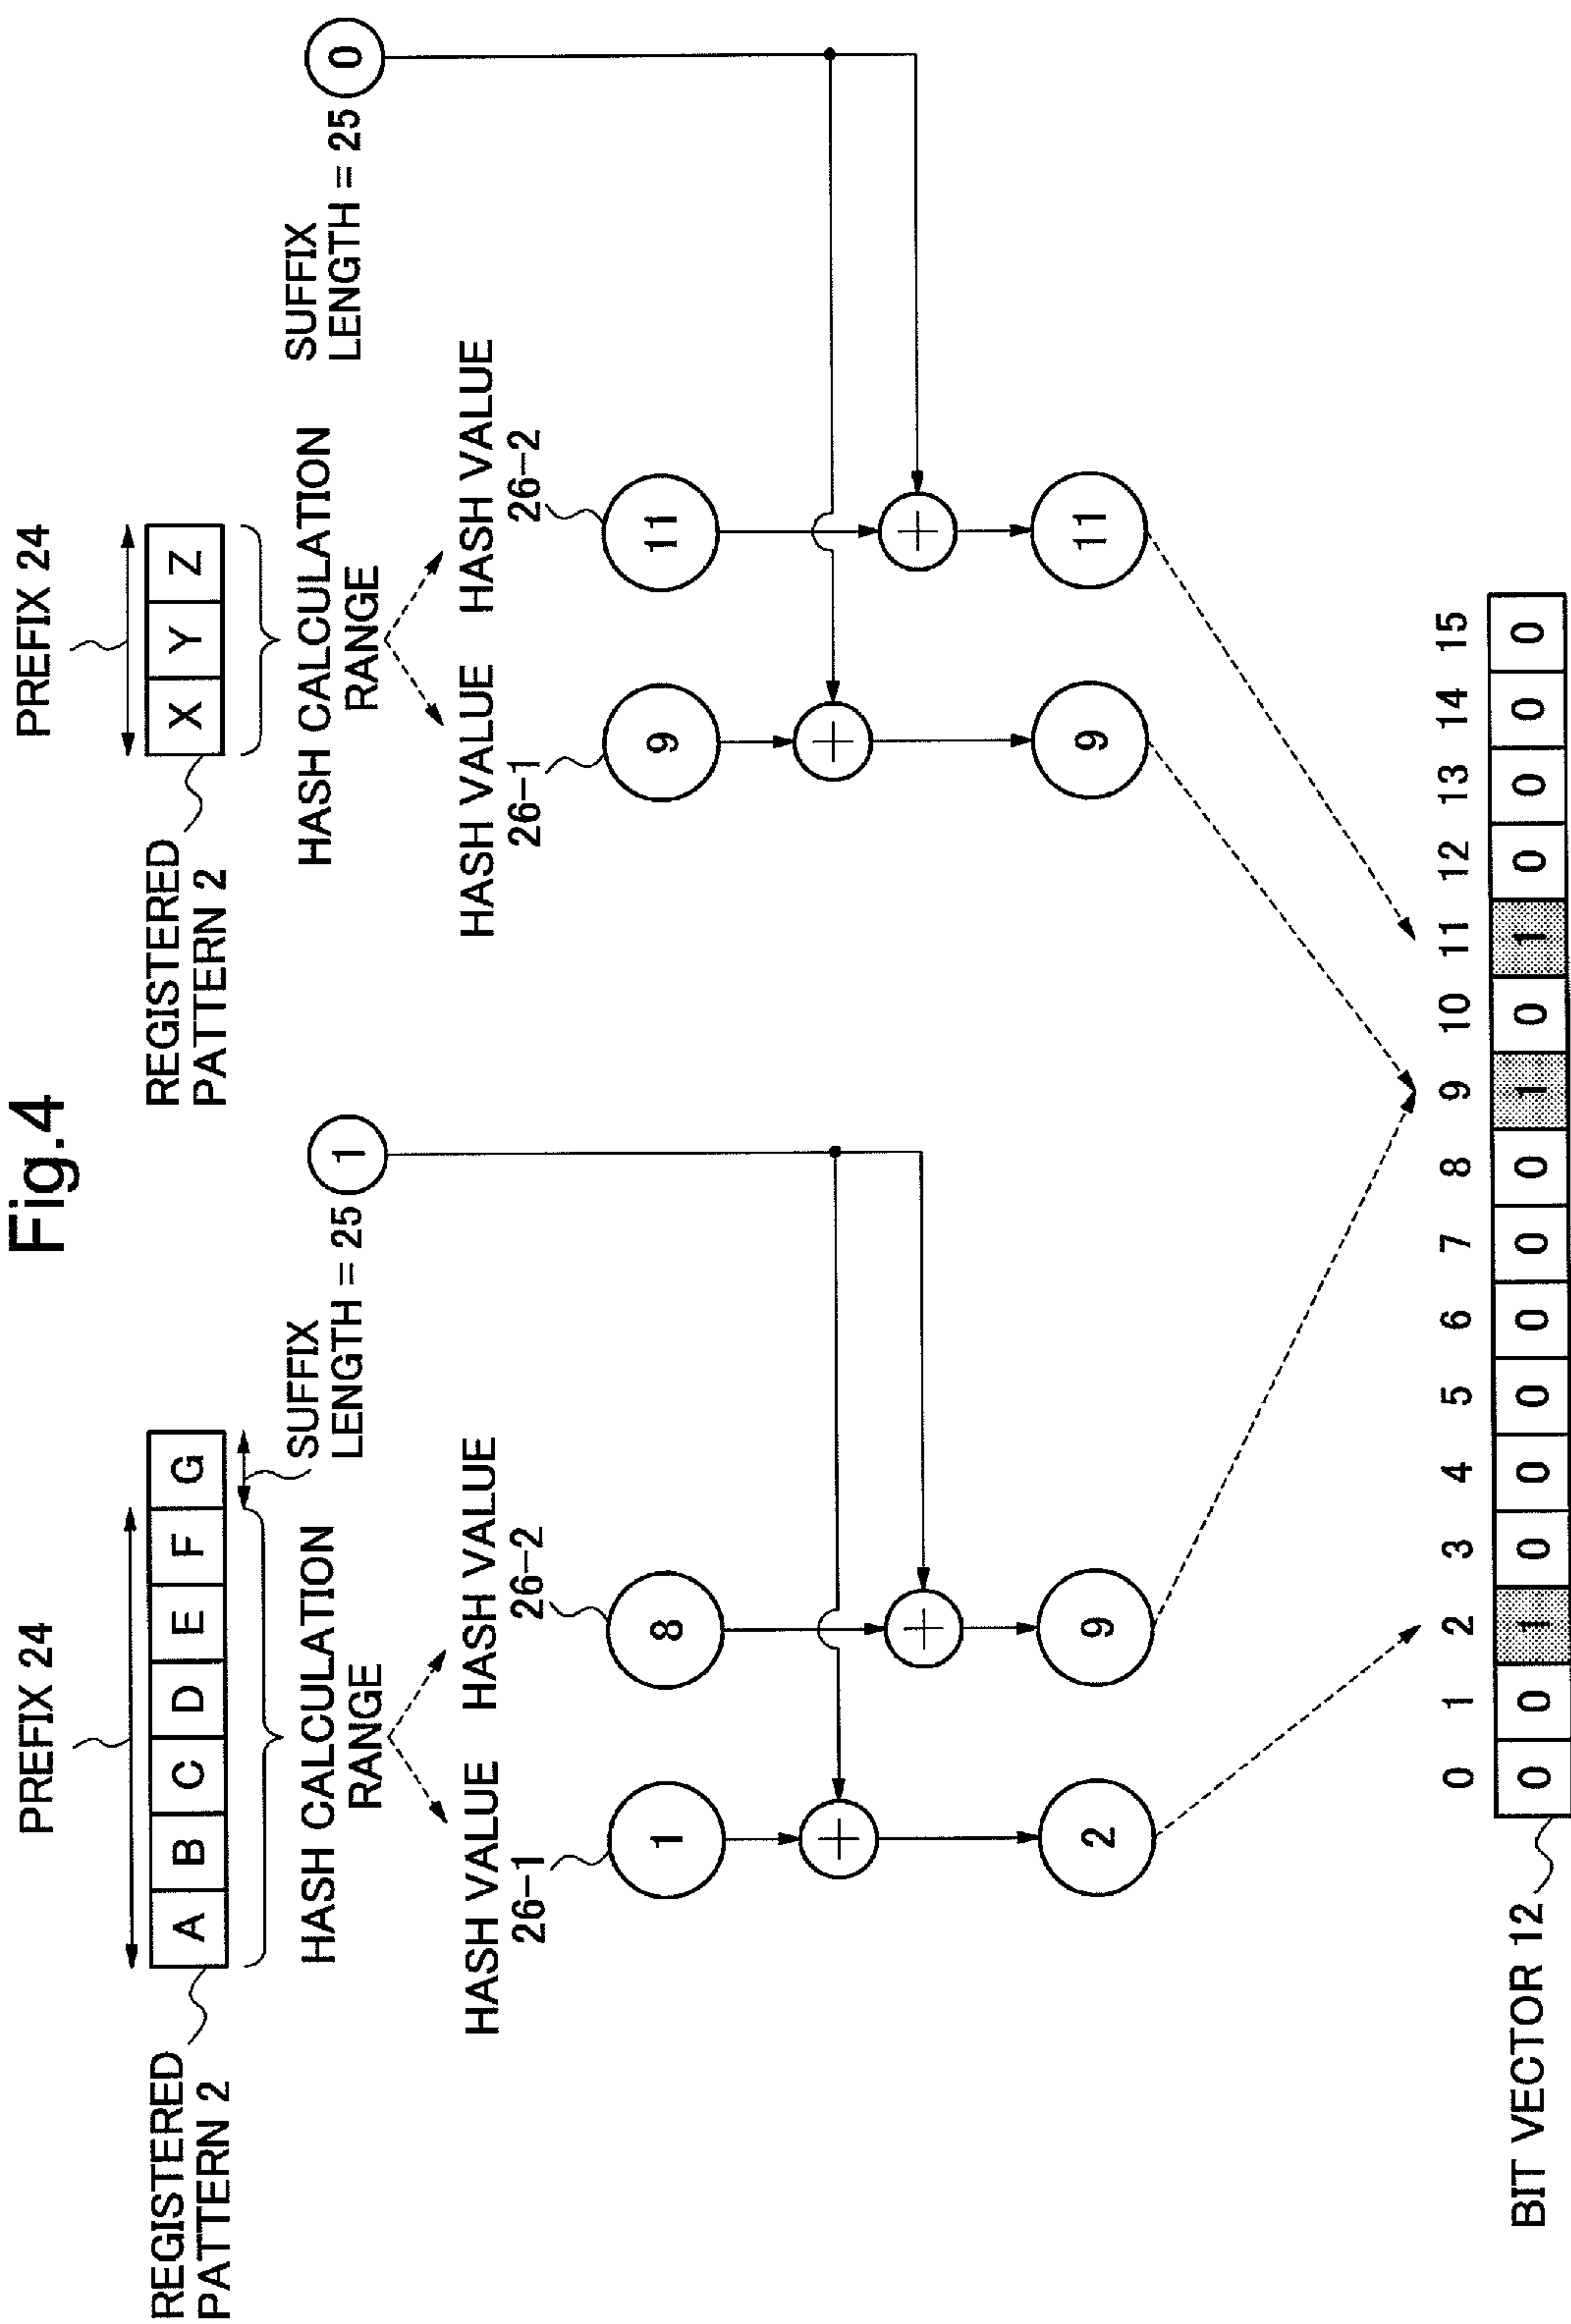 Fig.4
PREFIX 24
REGISTERED
PATTERN 2
A B C D E F G
HASH CALCULATION
RANGE
SUFFIX
LENGTH = 25
1
HASH VALUE
26-1
HASH VALUE
26-2
1
8
+
+
2
9
PREFIX 24
REGISTERED
PATTERN 2
X Y Z
HASH CALCULATION
RANGE
SUFFIX
LENGTH = 25
0
HASH VALUE
26-1
HASH VALUE
26-2
9
11
+
+
9
11
0 1 2 3 4 5 6 7 8 9 10 11 12 13 14 15
BIT VECTOR 12
0 0 1 0 0 0 0 0 0 1 0 1 0 0 0 0